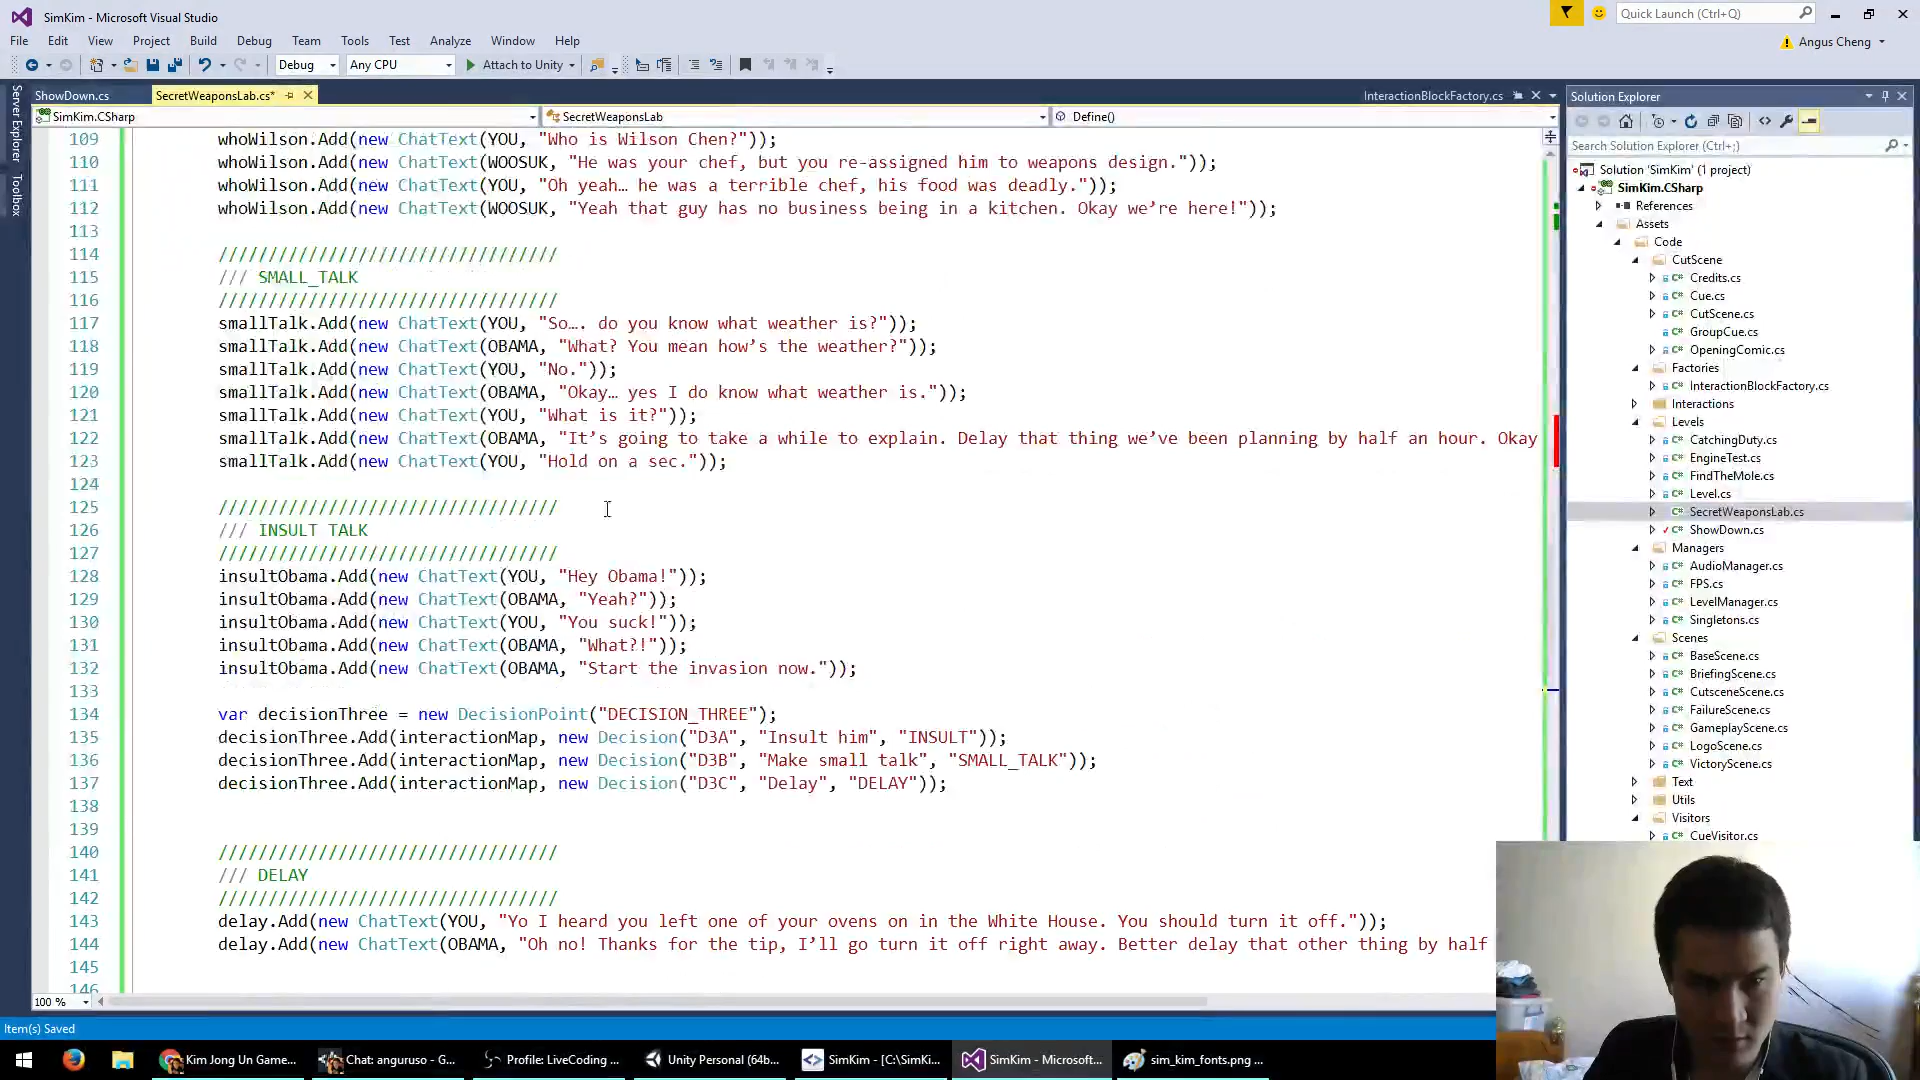 SimKim - Microsoft Visual Studio
Quick Launch (Ctrl+Q)
File Edit View Project Build Debug Team Tools Test Analyze Window Help
Angus Cheng
Debug Any CPU Attach to Unity
Server Explorer
Toolbox
ShowDown.cs SecretWeaponsLab.cs* InteractionBlockFactory.cs
SimKim.CSharp SecretWeaponsLab Define()
109 whoWilson.Add(new ChatText(YOU, "Who is Wilson Chen?"));
110 whoWilson.Add(new ChatText(WOOSUK, "He was your chef, but you re-assigned him to weapons design."));
111 whoWilson.Add(new ChatText(YOU, "Oh yeah… he was a terrible chef, his food was deadly."));
112 whoWilson.Add(new ChatText(WOOSUK, "Yeah that guy has no business being in a kitchen. Okay we’re here!"));
113
114 //////////////////////////////////
115 /// SMALL_TALK
116 //////////////////////////////////
117 smallTalk.Add(new ChatText(YOU, "So…. do you know what weather is?"));
118 smallTalk.Add(new ChatText(OBAMA, "What? You mean how’s the weather?"));
119 smallTalk.Add(new ChatText(YOU, "No."));
120 smallTalk.Add(new ChatText(OBAMA, "Okay… yes I do know what weather is."));
121 smallTalk.Add(new ChatText(YOU, "What is it?"));
122 smallTalk.Add(new ChatText(OBAMA, "It’s going to take a while to explain. Delay that thing we’ve been planning by half an hour. Okay
123 smallTalk.Add(new ChatText(YOU, "Hold on a sec."));
124
125 //////////////////////////////////
126 /// INSULT TALK
127 //////////////////////////////////
128 insultObama.Add(new ChatText(YOU, "Hey Obama!"));
129 insultObama.Add(new ChatText(OBAMA, "Yeah?"));
130 insultObama.Add(new ChatText(YOU, "You suck!"));
131 insultObama.Add(new ChatText(OBAMA, "What?!"));
132 insultObama.Add(new ChatText(OBAMA, "Start the invasion now."));
133
134 var decisionThree = new DecisionPoint("DECISION_THREE");
135 decisionThree.Add(interactionMap, new Decision("D3A", "Insult him", "INSULT"));
136 decisionThree.Add(interactionMap, new Decision("D3B", "Make small talk", "SMALL_TALK"));
137 decisionThree.Add(interactionMap, new Decision("D3C", "Delay", "DELAY"));
138
139
140 //////////////////////////////////
141 /// DELAY
142 //////////////////////////////////
143 delay.Add(new ChatText(YOU, "Yo I heard you left one of your ovens on in the White House. You should turn it off."));
144 delay.Add(new ChatText(OBAMA, "Oh no! Thanks for the tip, I’ll go turn it off right away. Better delay that other thing by half
145
146
100 %
Solution Explorer
Search Solution Explorer (Ctrl+;)
Solution 'SimKim' (1 project)
SimKim.CSharp
References
Assets
Code
CutScene
Credits.cs
Cue.cs
CutScene.cs
GroupCue.cs
OpeningComic.cs
Factories
InteractionBlockFactory.cs
Interactions
Levels
CatchingDuty.cs
EngineTest.cs
FindTheMole.cs
Level.cs
SecretWeaponsLab.cs
ShowDown.cs
Managers
AudioManager.cs
FPS.cs
LevelManager.cs
Singletons.cs
Scenes
BaseScene.cs
BriefingScene.cs
CutsceneScene.cs
FailureScene.cs
GameplayScene.cs
LogoScene.cs
VictoryScene.cs
Text
Utils
Visitors
CueVisitor.cs
Item(s) Saved
Kim Jong Un Game... Chat: anguruso - G... Profile: LiveCoding ... Unity Personal (64b... SimKim - [C:\SimKi... SimKim - Microsoft... sim_kim_fonts.png ...